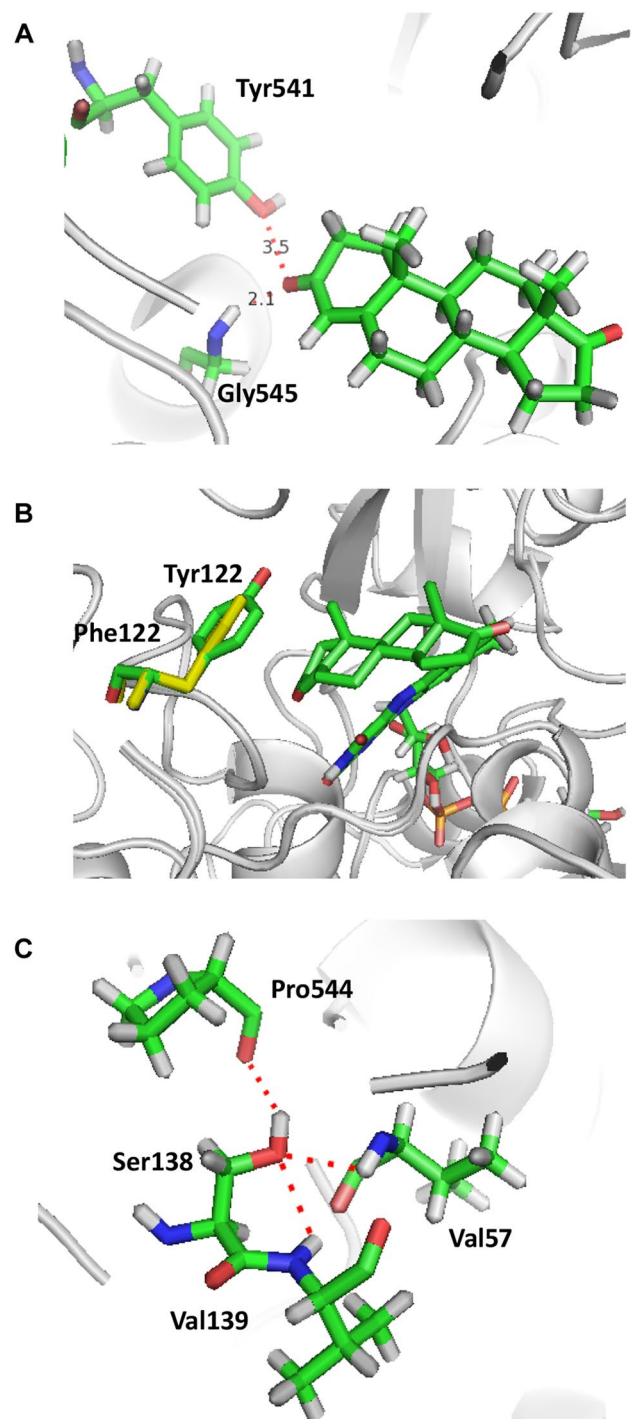 A
Tyr541
3.5
2.1
Gly545
B
Tyr122
Phe122
C
Pro544
Ser138
Val57
Val139